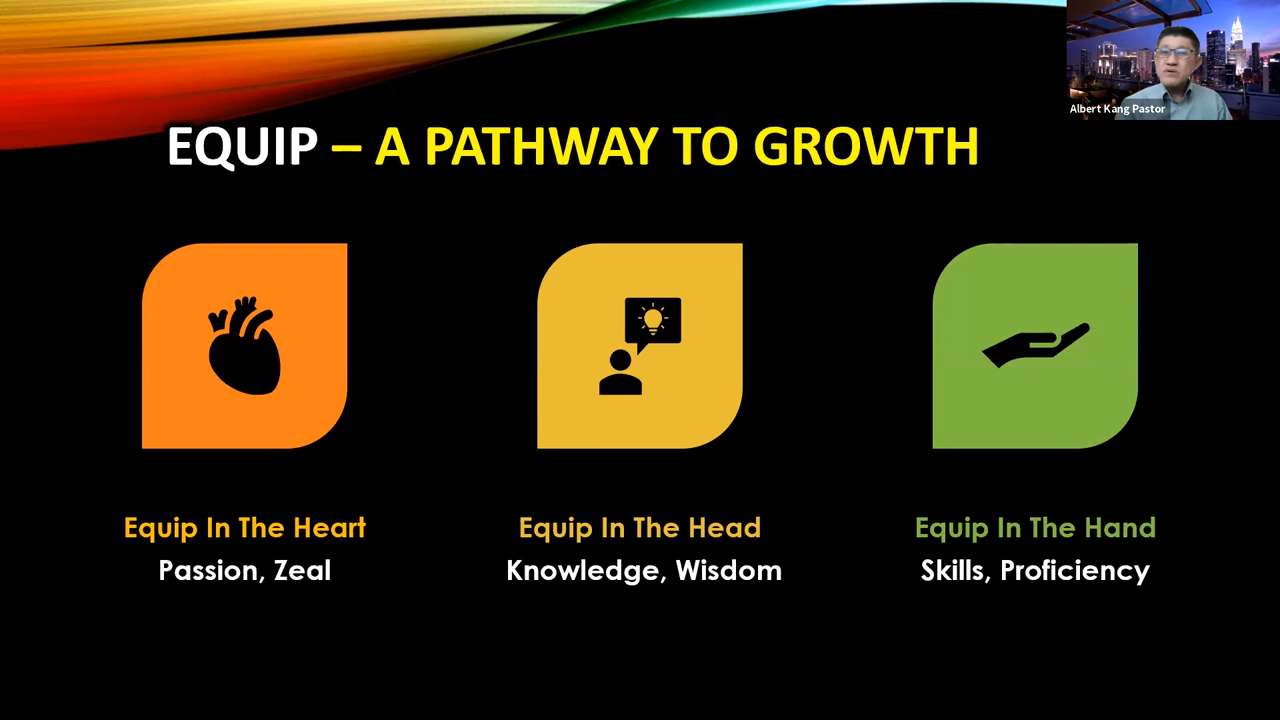 Albert Kang Pastor
EQUIP – A PATHWAY TO GROWTH
Equip In The Heart
Passion, Zeal
Equip In The Head
Knowledge, Wisdom
Equip In The Hand
Skills, Proficiency